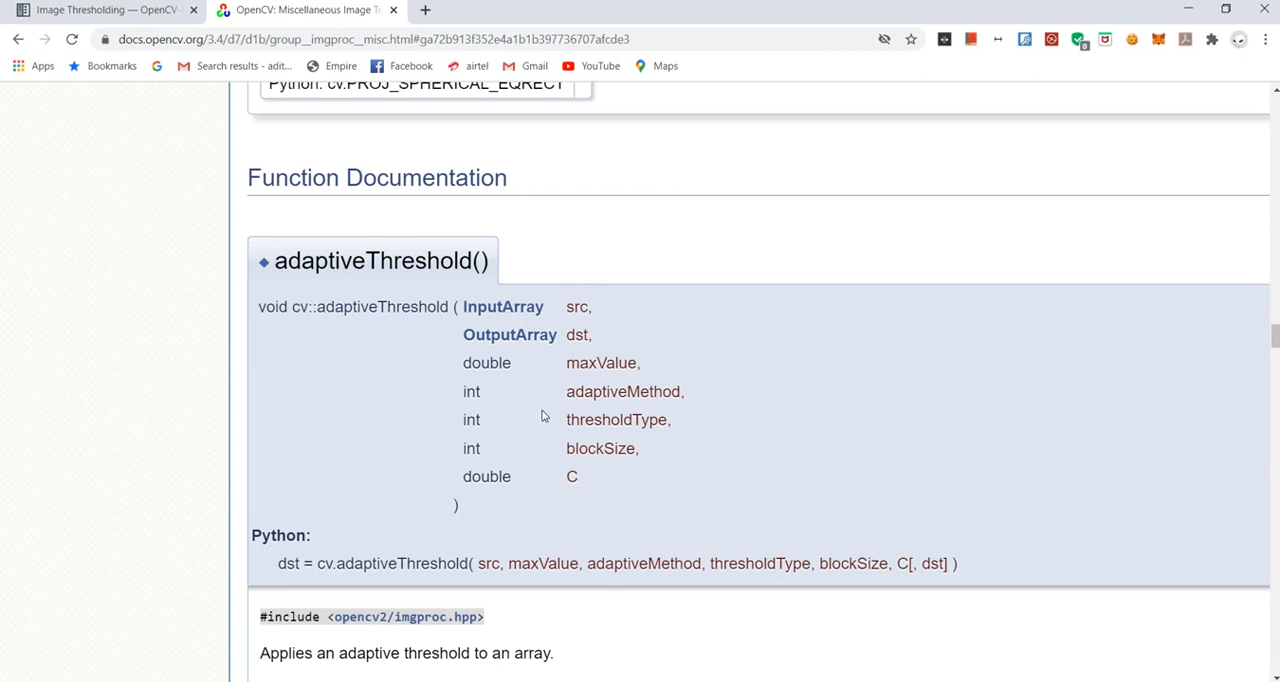 Image Thresholding — OpenCV-
OpenCV: Miscellaneous Image T
docs.opencv.org/3.4/d7/d1b/group__imgproc__misc.html#ga72b913f352e4a1b1b397736707afcde3
Apps Bookmarks Search results - adit... Empire Facebook airtel Gmail YouTube Maps
Python: cv.PROJ_SPHERICAL_EQRECT
Function Documentation
◆ adaptiveThreshold()
void cv::adaptiveThreshold ( InputArray src,
OutputArray dst,
double maxValue,
int adaptiveMethod,
int thresholdType,
int blockSize,
double C
)
Python:
dst = cv.adaptiveThreshold( src, maxValue, adaptiveMethod, thresholdType, blockSize, C[, dst] )
#include <opencv2/imgproc.hpp>
Applies an adaptive threshold to an array.